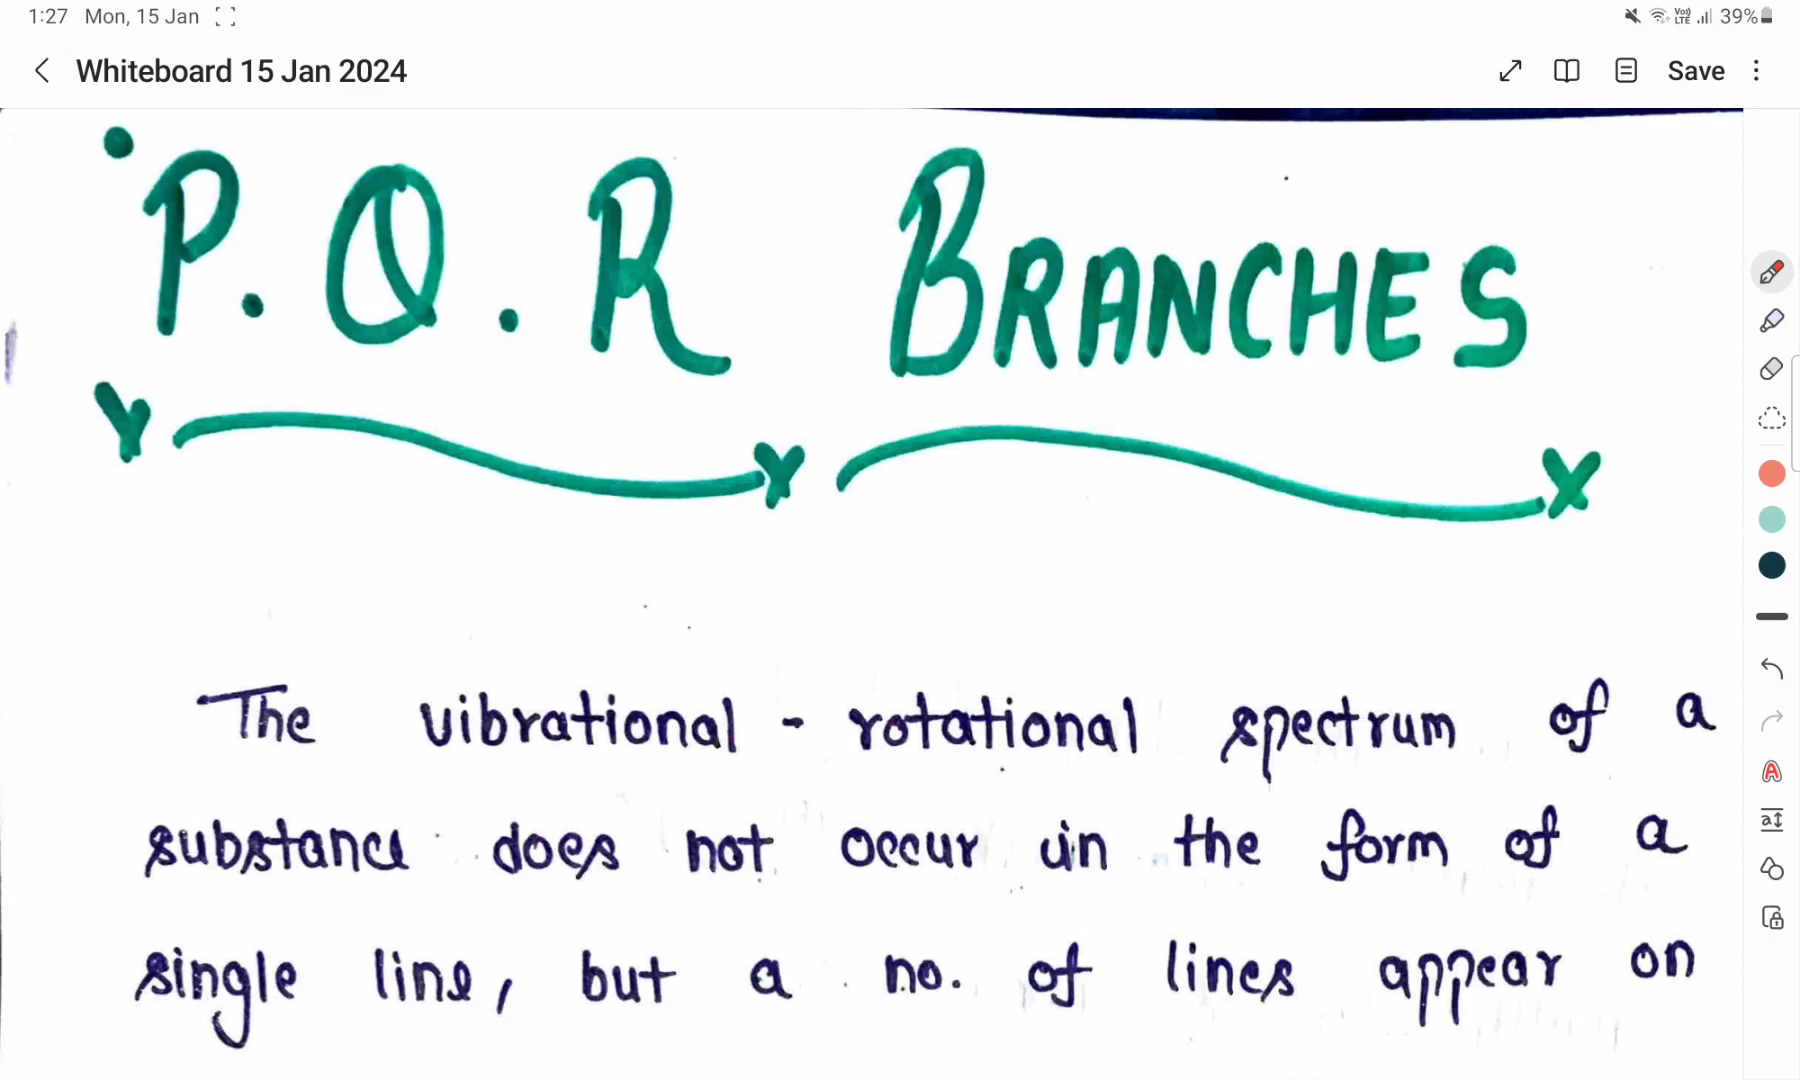 1:27 Mon, 15 Jan 39%
Whiteboard 15 Jan 2024 Save
P.Q.R BRANCHES
The vibrational - rotational spectrum of a
substance does not occur in the form of a
single line, but a no. of lines appear on